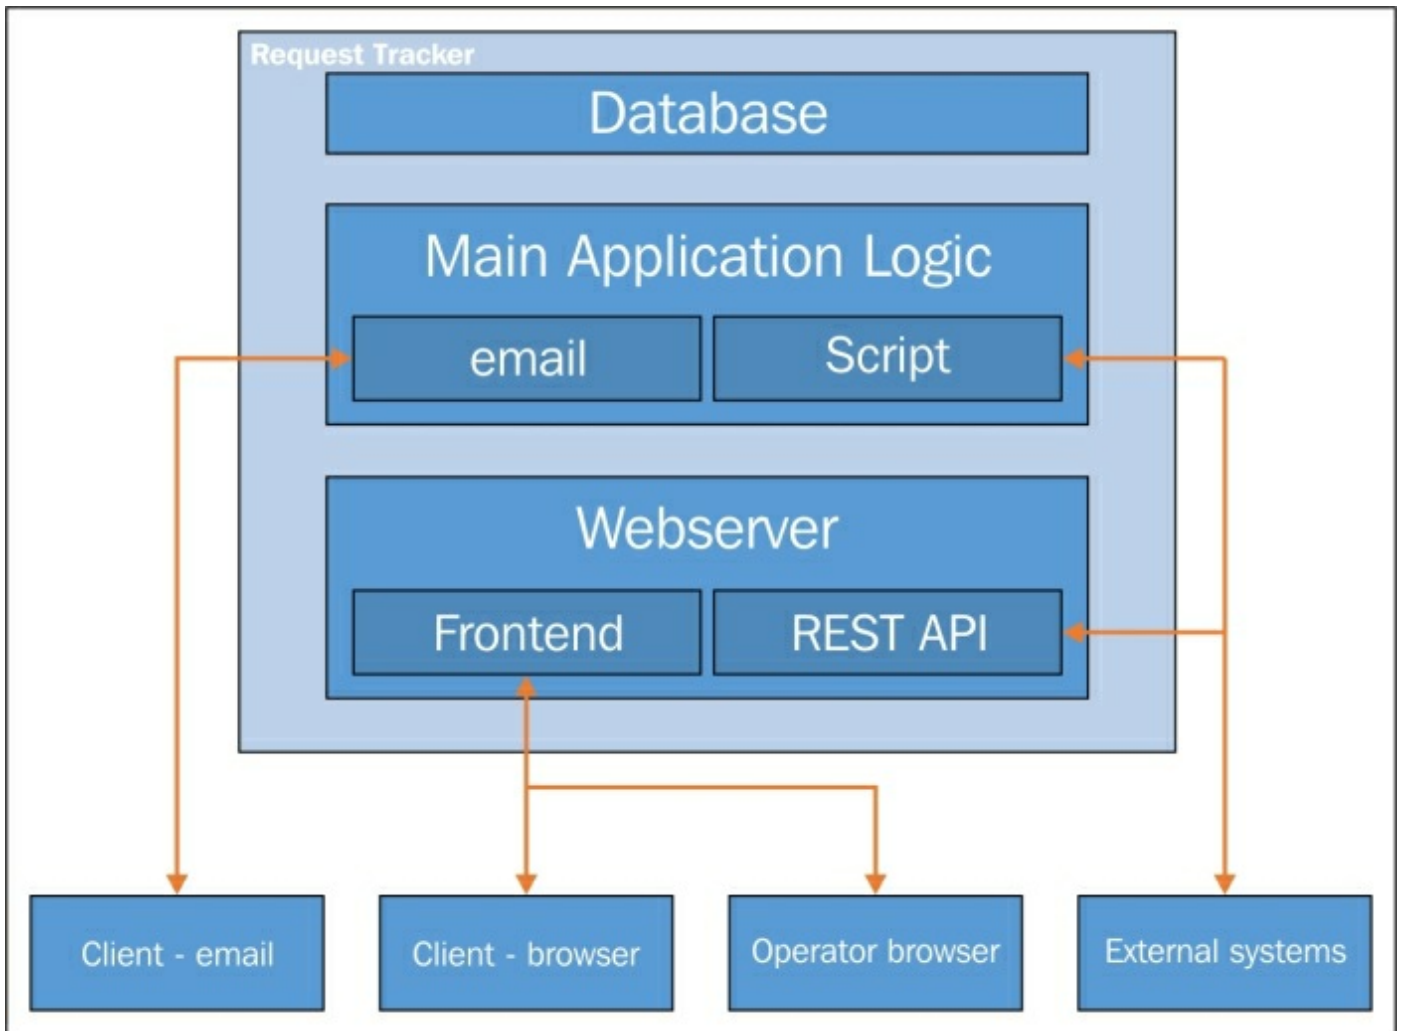 Request Tracker
Database
Main Application Logic
email
Script
Webserver
Frontend
REST API
Client - email
Client - browser
Operator browser
External systems